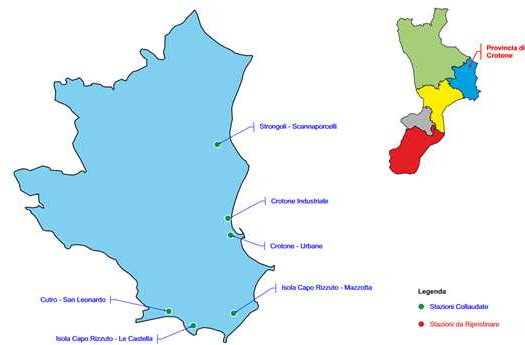 Provincia di
Crotone
Strongoli - Scannaporcelli
Crotone Industriale
Crotone - Urbane
Isola Capo Rizzuto - Mazzotta
Cutro - San Leonardo
Isola Capo Rizzuto - Le Castella
Legenda
Stazioni Collaudate
Stazioni da Ripristinare